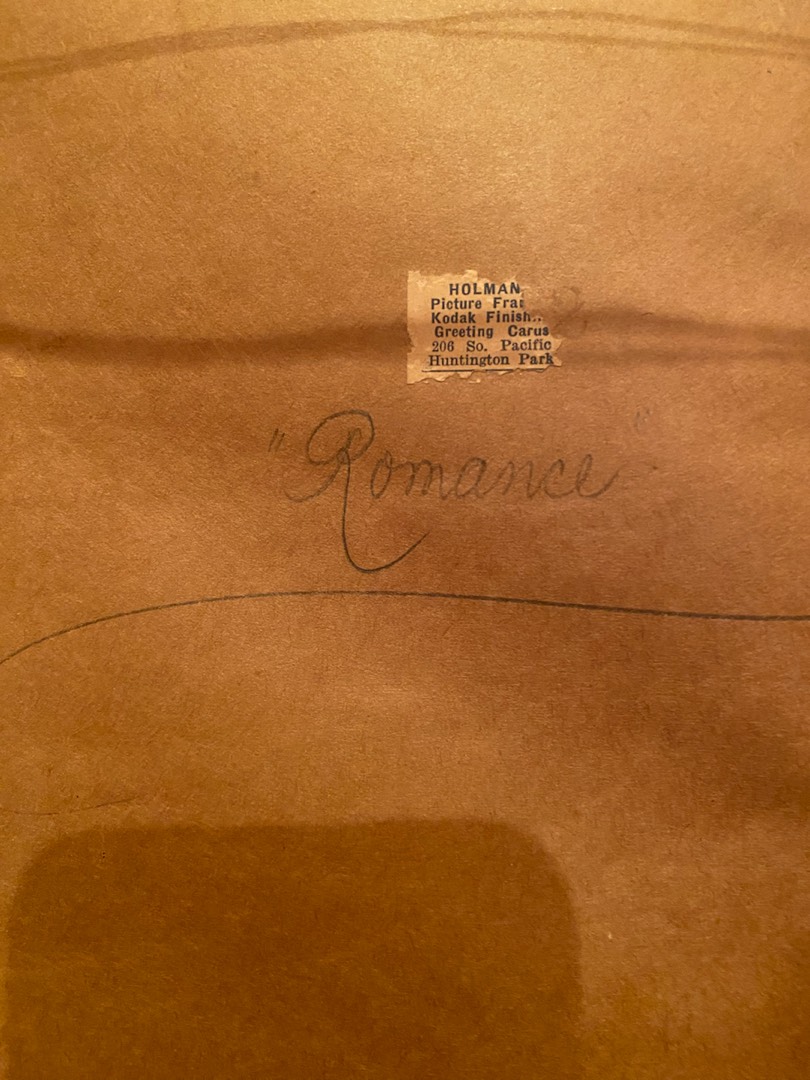 HOLMAN
Picture Fra
Kodak Finish
Greeting Carus
206 So. Pacific
Huntington Park
"Romance"